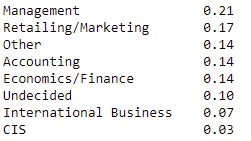 Management 0.21
Retailing/Marketing 0.17
Other 0.14
Accounting 0.14
Economics/Finance 0.14
Undecided 0.10
International Business 0.07
CIS 0.03